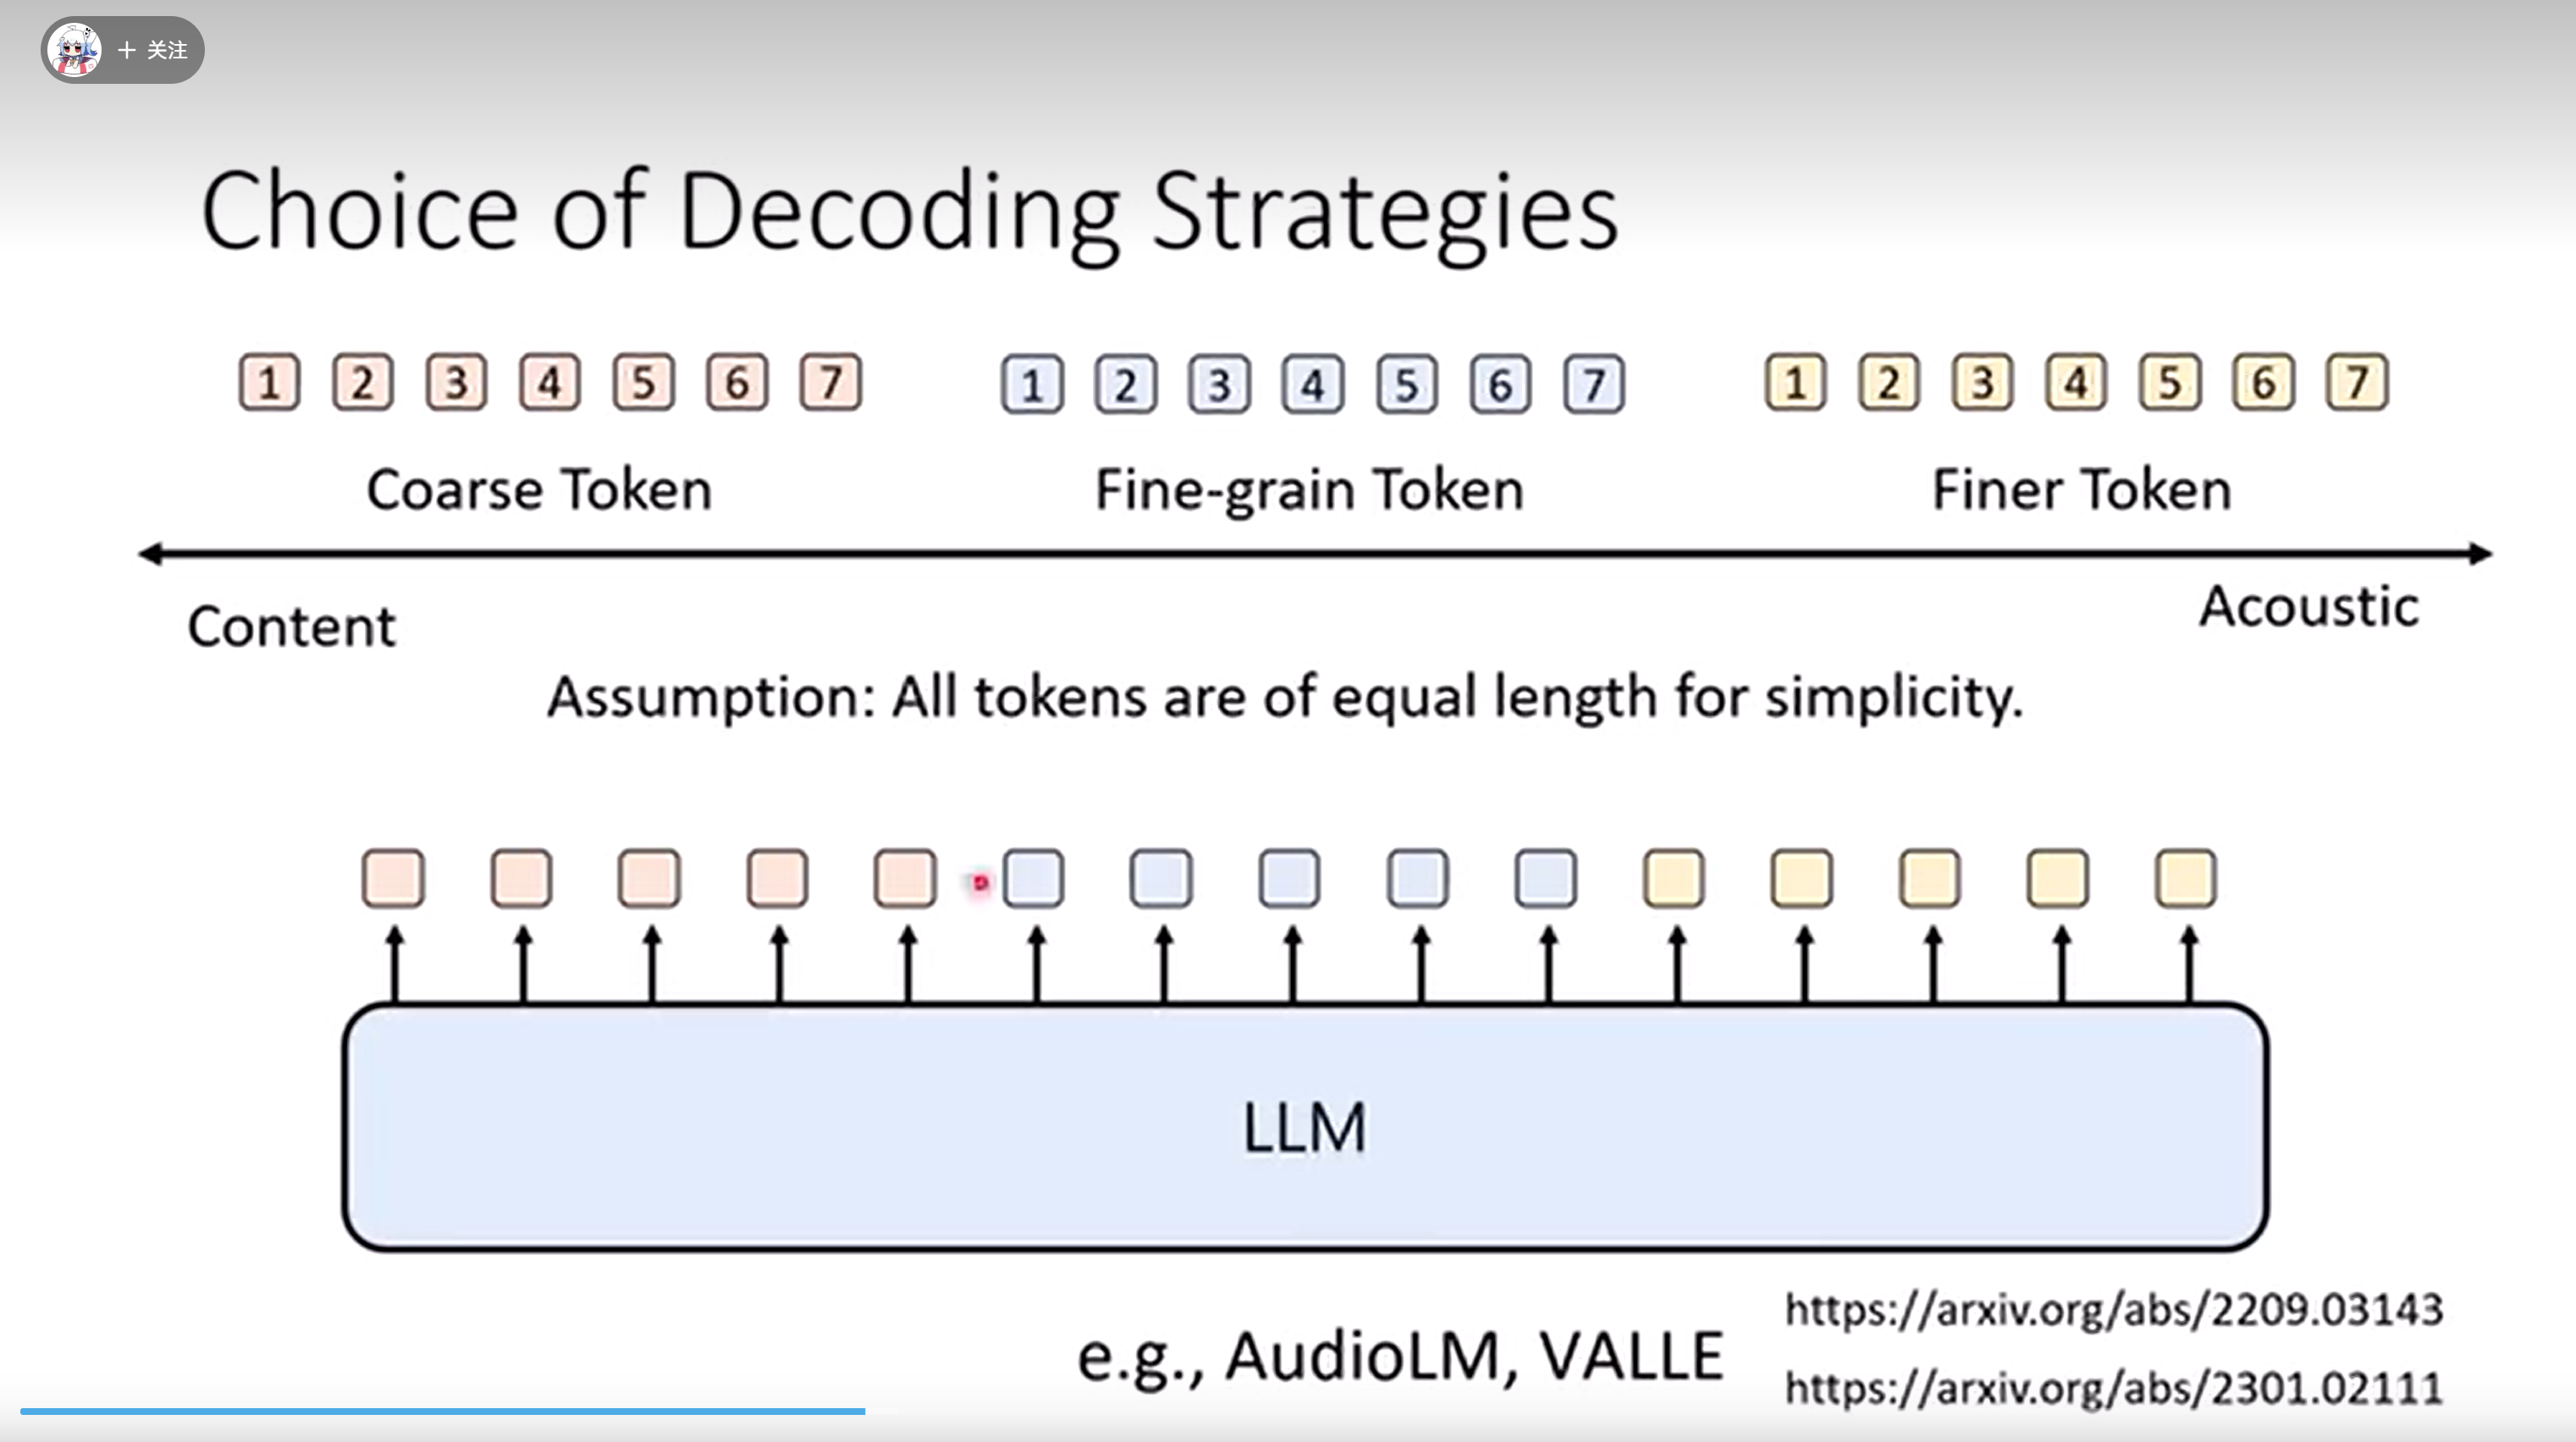 + 关注
Choice of Decoding Strategies
1 2 3 4 5 6 7 1 2 3 4 5 6 7 1 2 3 4 5 6 7
Coarse Token Fine-grain Token Finer Token
Content Acoustic
Assumption: All tokens are of equal length for simplicity.
LLM
e.g., AudioLM, VALLE
https://arxiv.org/abs/2209.03143
https://arxiv.org/abs/2301.02111